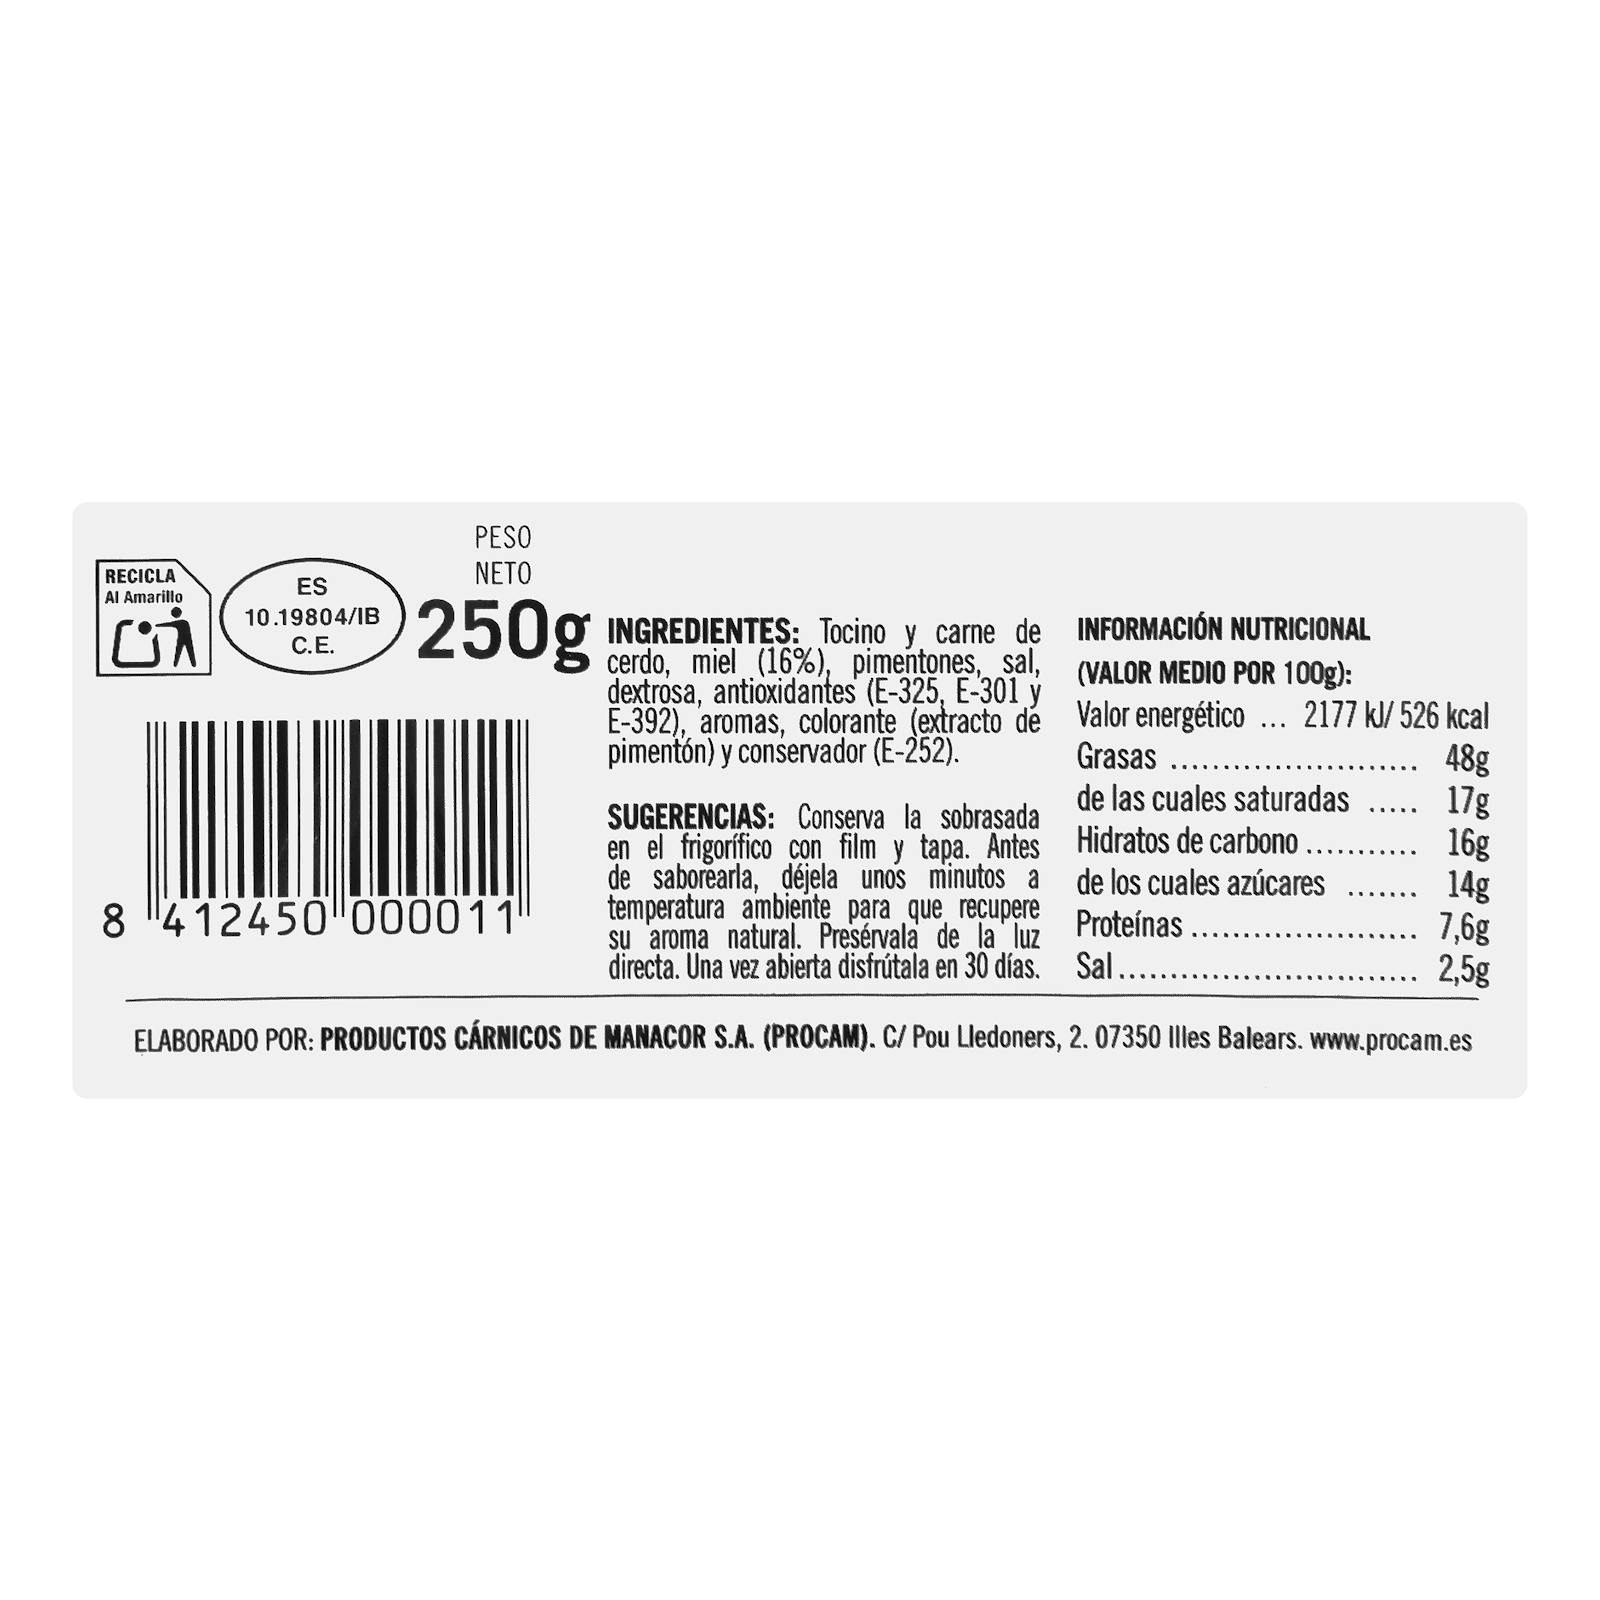 RECICLA
Al Amarillo
ES
10.19804/IB
C.E.
PESO
NETO
250g
8 412450 000011
INGREDIENTES: Tocino y carne de
cerdo, miel (16%), pimentones, sal,
dextrosa, antioxidantes (E-325, E-301 y
E-392), aromas, colorante (extracto de
pimentón) y conservador (E-252).
SUGERENCIAS: Conserva la sobrasada
en el frigorífico con film y tapa. Antes
de saborearla, déjela unos minutos a
temperatura ambiente para que recupere
su aroma natural. Presérvala de la luz
directa. Una vez abierta disfrútala en 30 días.
INFORMACIÓN NUTRICIONAL
(VALOR MEDIO POR 100g):
Valor energético ... 2177 kJ/ 526 kcal
Grasas ........................ 48g
de las cuales saturadas ..... 17g
Hidratos de carbono ........... 16g
de los cuales azúcares ....... 14g
Proteínas ...................... 7,6g
Sal ............................. 2,5g
ELABORADO POR: PRODUCTOS CÁRNICOS DE MANACOR S.A. (PROCAM). C/ Pou Lledoners, 2. 07350 Illes Balears. www.procam.es